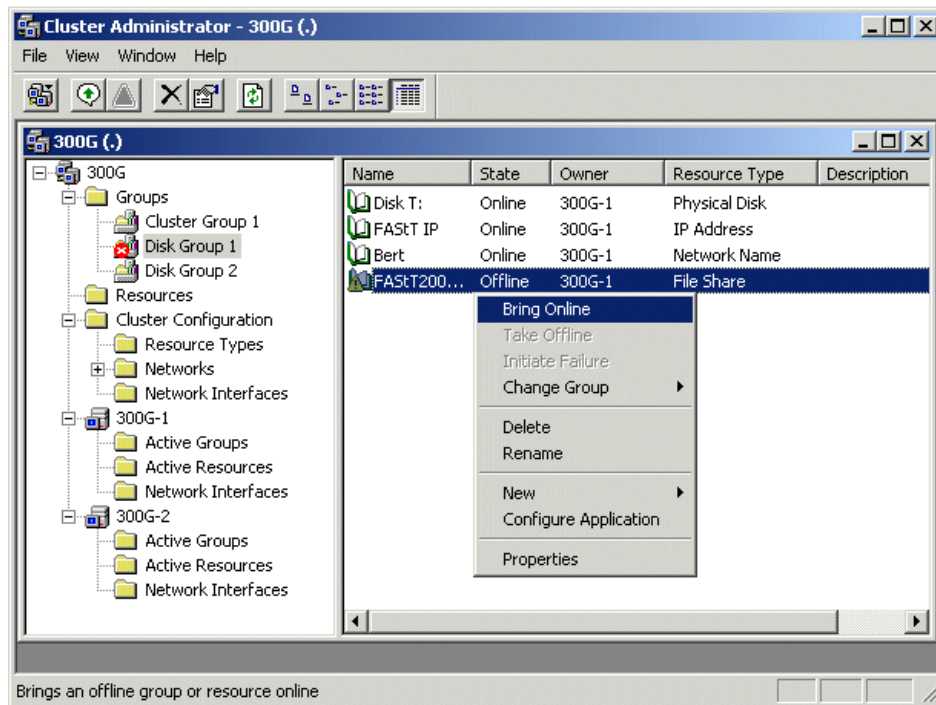 Cluster Administrator - 300G (.)
File View Window Help
300G (.)
300G
Groups
Cluster Group 1
Disk Group 1
Disk Group 2
Resources
Cluster Configuration
Resource Types
Networks
Network Interfaces
300G-1
Active Groups
Active Resources
Network Interfaces
300G-2
Active Groups
Active Resources
Network Interfaces
Name State Owner Resource Type Description
Disk T: Online 300G-1 Physical Disk
FAStT IP Online 300G-1 IP Address
Bert Online 300G-1 Network Name
FAStT200... Offline 300G-1 File Share
Bring Online
Take Offline
Initiate Failure
Change Group
Delete
Rename
New
Configure Application
Properties
Brings an offline group or resource online